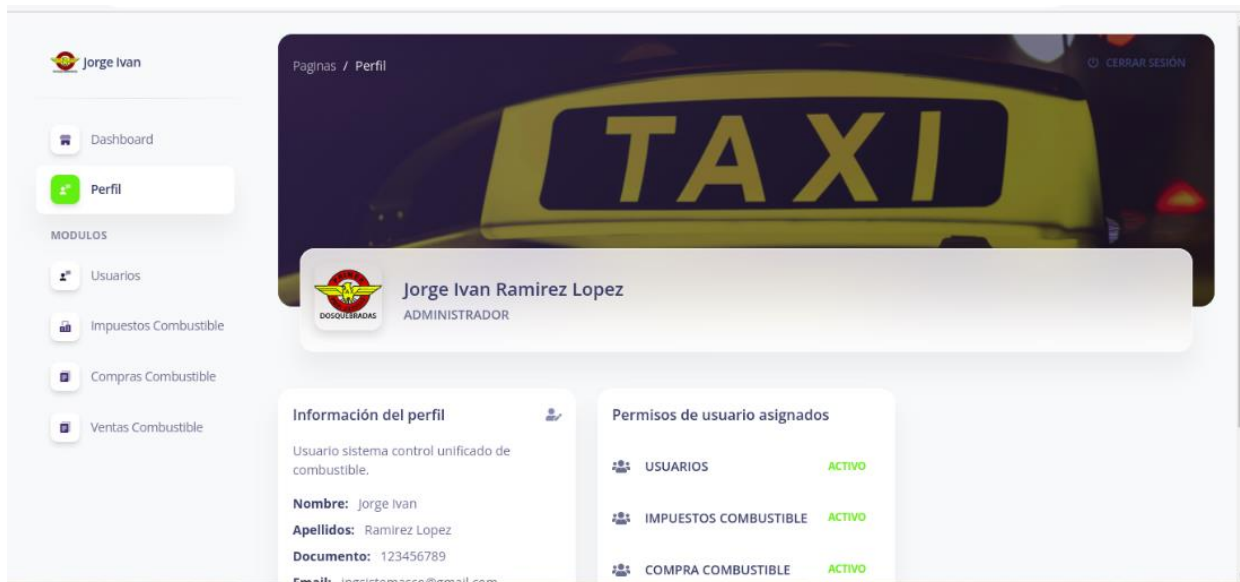 Jorge Ivan
Paginas / Perfil
CERRAR SESIÓN
TAXI
Dashboard
Perfil
MODULOS
Usuarios
Impuestos Combustible
Compras Combustible
Ventas Combustible
DOSQUEBRADAS
Jorge Ivan Ramirez Lopez
ADMINISTRADOR
Información del perfil
Usuario sistema control unificado de
combustible.
Nombre: Jorge Ivan
Apellidos: Ramirez Lopez
Documento: 123456789
Email:
Permisos de usuario asignados
USUARIOS ACTIVO
IMPUESTOS COMBUSTIBLE ACTIVO
COMPRA COMBUSTIBLE ACTIVO